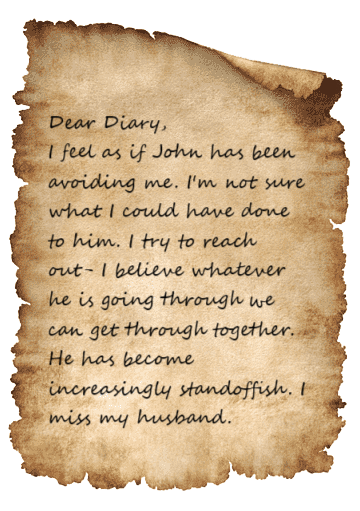 Dear Diary,
I feel as if John has been
avoiding me. I'm not sure
what I could have done
to him. I try to reach
out- I believe whatever
he is going through we
can get through together.
He has become
increasingly standoffish. I
miss my husband.